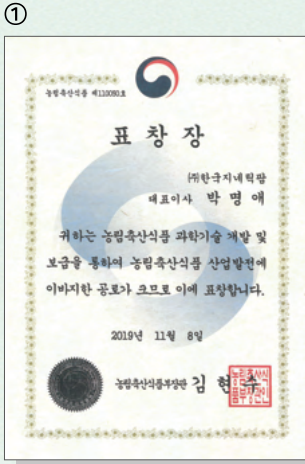 ①
농림축산식품 제110080호
표창장
㈜한국지네틱팜
대표이사 박명애
귀하는 농림축산식품 과학기술 개발 및
보급을 통하여 농림축산식품 산업발전에
이바지한 공로가 크므로 이에 표창합니다.
2019년 11월 8일
농림축산식품부장관 김현수